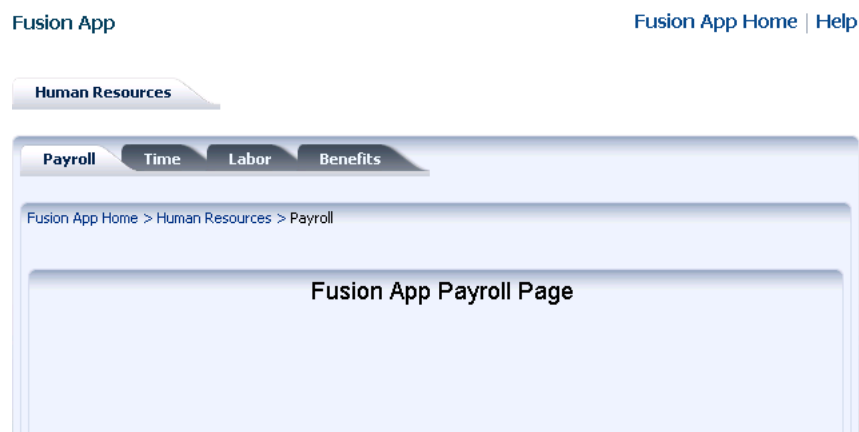 Fusion App
Fusion App Home | Help
Human Resources
Payroll Time Labor Benefits
Fusion App Home > Human Resources > Payroll
Fusion App Payroll Page